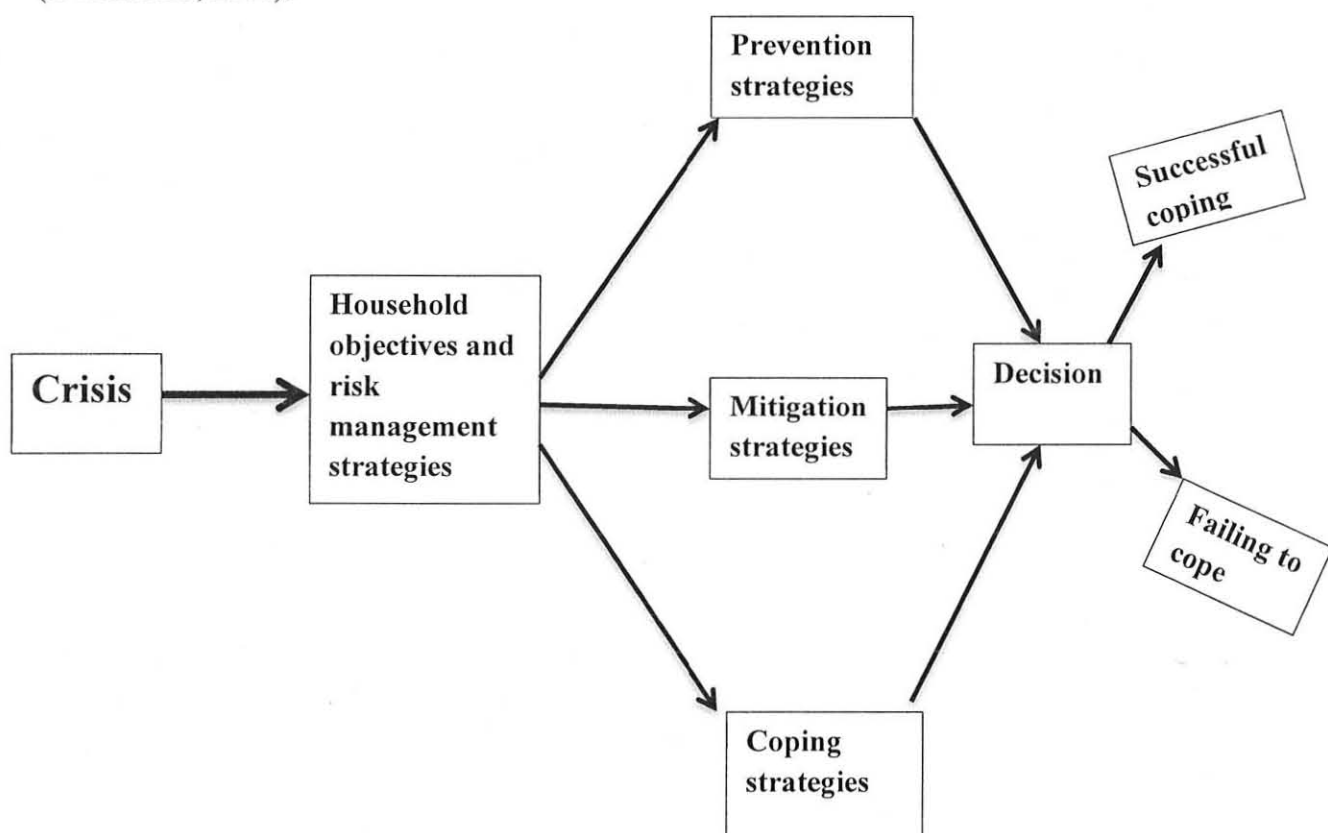 Prevention
strategies
Successful
coping
Household
objectives and
risk
management
strategies
Crisis
Mitigation
strategies
Decision
Failing to
cope
Coping
strategies